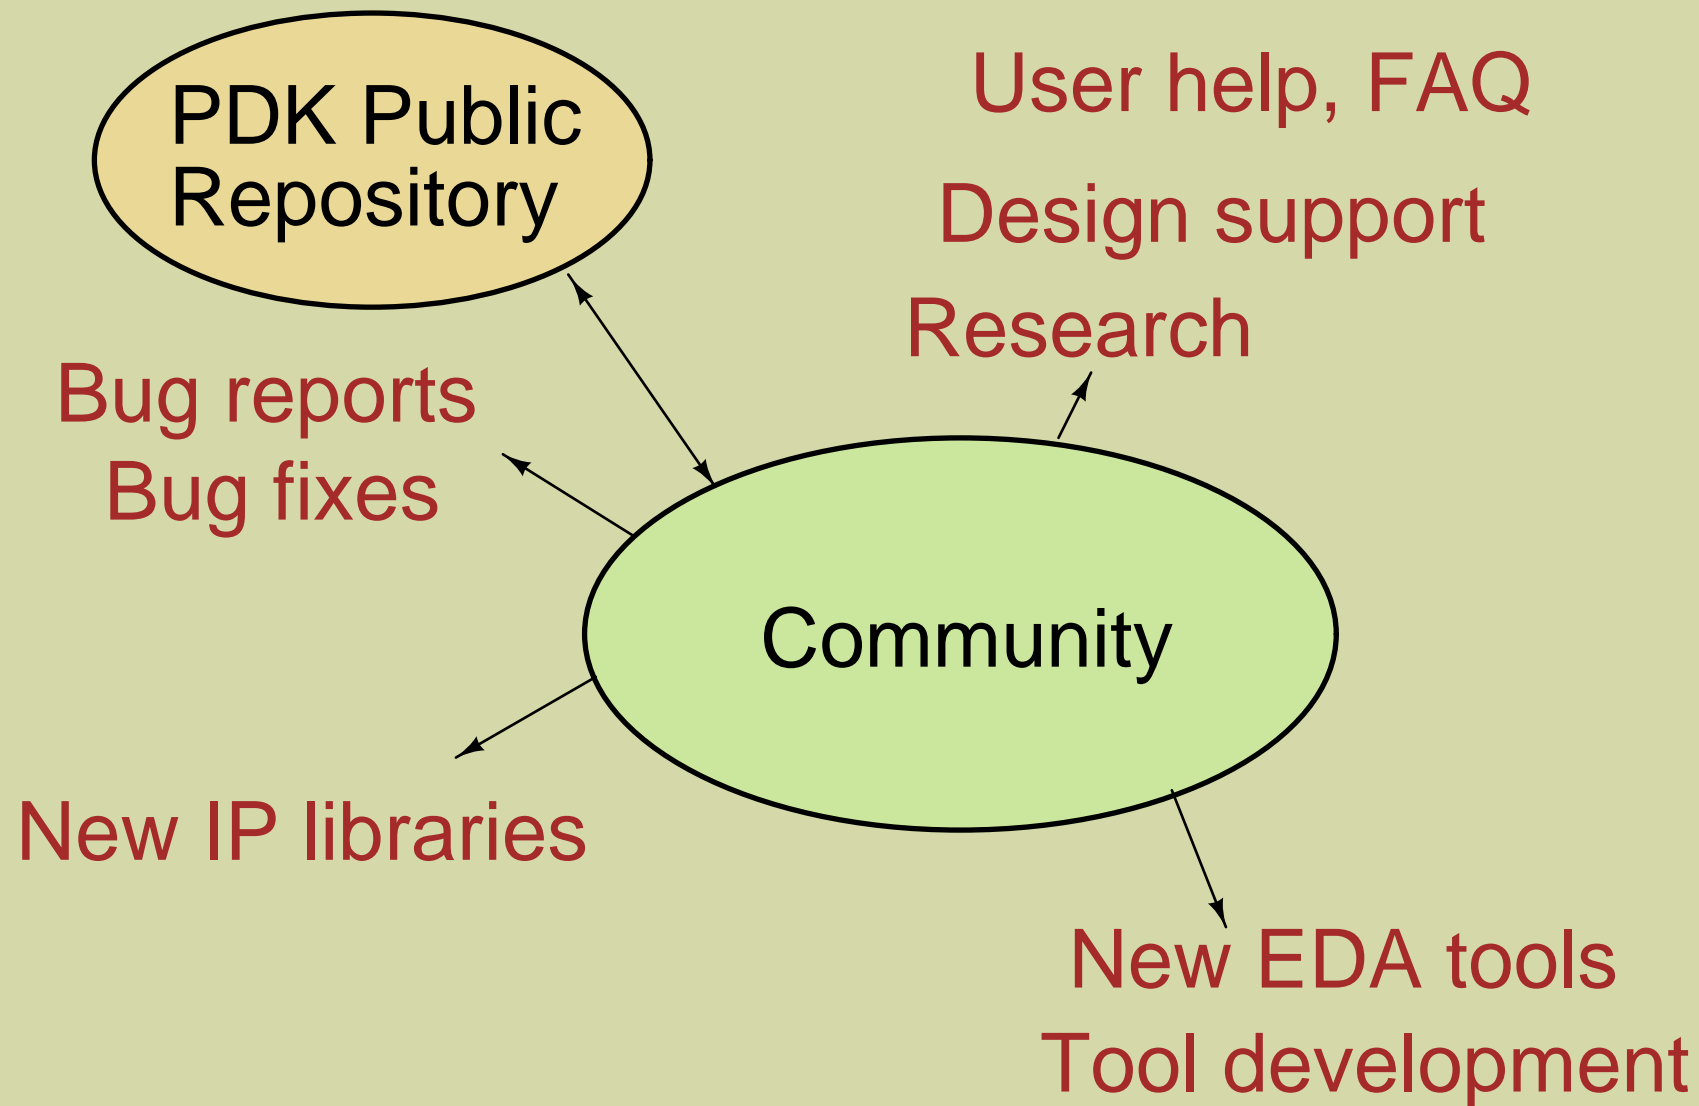 PDK Public
Repository
User help, FAQ
Design support
Research
Bug reports
Bug fixes
Community
New IP libraries
New EDA tools
Tool development